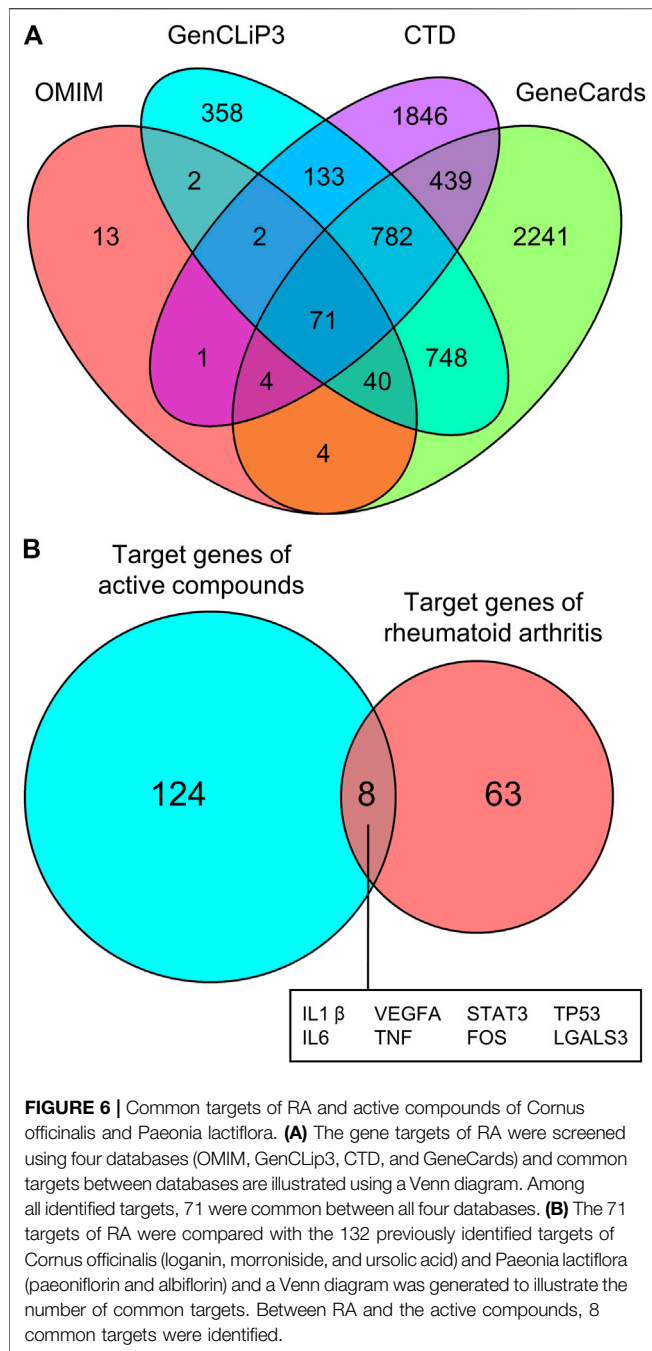 A
GenCLiP3
CTD
OMIM
GeneCards
358
1846
2
133
439
13
2
782
2241
71
1
4
40
748
4
B
Target genes of
active compounds
Target genes of
rheumatoid arthritis
124
8
63
IL1 β VEGFA STAT3 TP53
IL6 TNF FOS LGALS3
FIGURE 6 | Common targets of RA and active compounds of Cornus
officinalis and Paeonia lactiflora. (A) The gene targets of RA were screened
using four databases (OMIM, GenCLip3, CTD, and GeneCards) and common
targets between databases are illustrated using a Venn diagram. Among
all identified targets, 71 were common between all four databases. (B) The 71
targets of RA were compared with the 132 previously identified targets of
Cornus officinalis (loganin, morroniside, and ursolic acid) and Paeonia lactiflora
(paeoniflorin and albiflorin) and a Venn diagram was generated to illustrate the
number of common targets. Between RA and the active compounds, 8
common targets were identified.